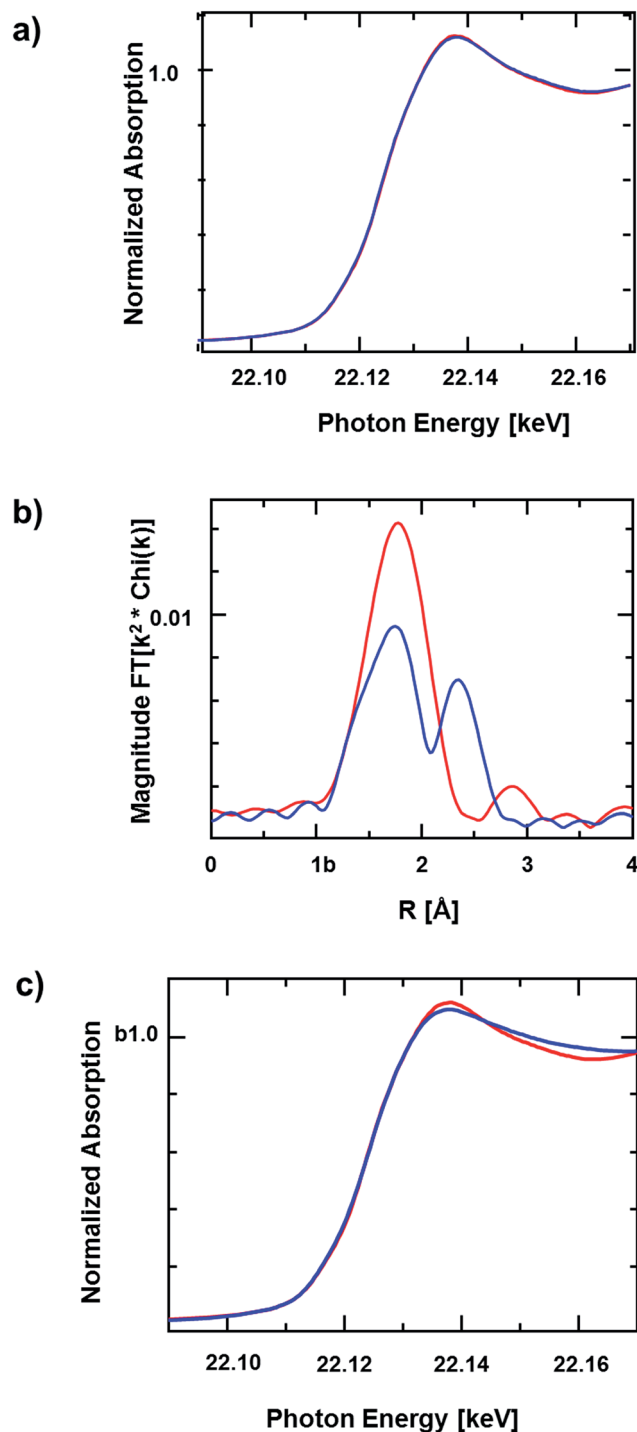 a)
Normalized Absorption
1.0
22.10 22.12 22.14 22.16
Photon Energy [keV]
b)
Magnitude FT[k² * Chi(k)]
0.01
0 1b 2 3 4
R [Å]
c)
Normalized Absorption
b1.0
22.10 22.12 22.14 22.16
Photon Energy [keV]